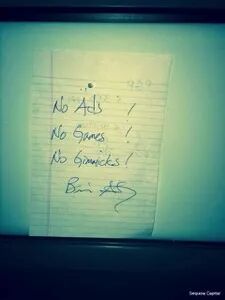 No Ads !
No Games !
No Gimmicks !
Sequoia Capital